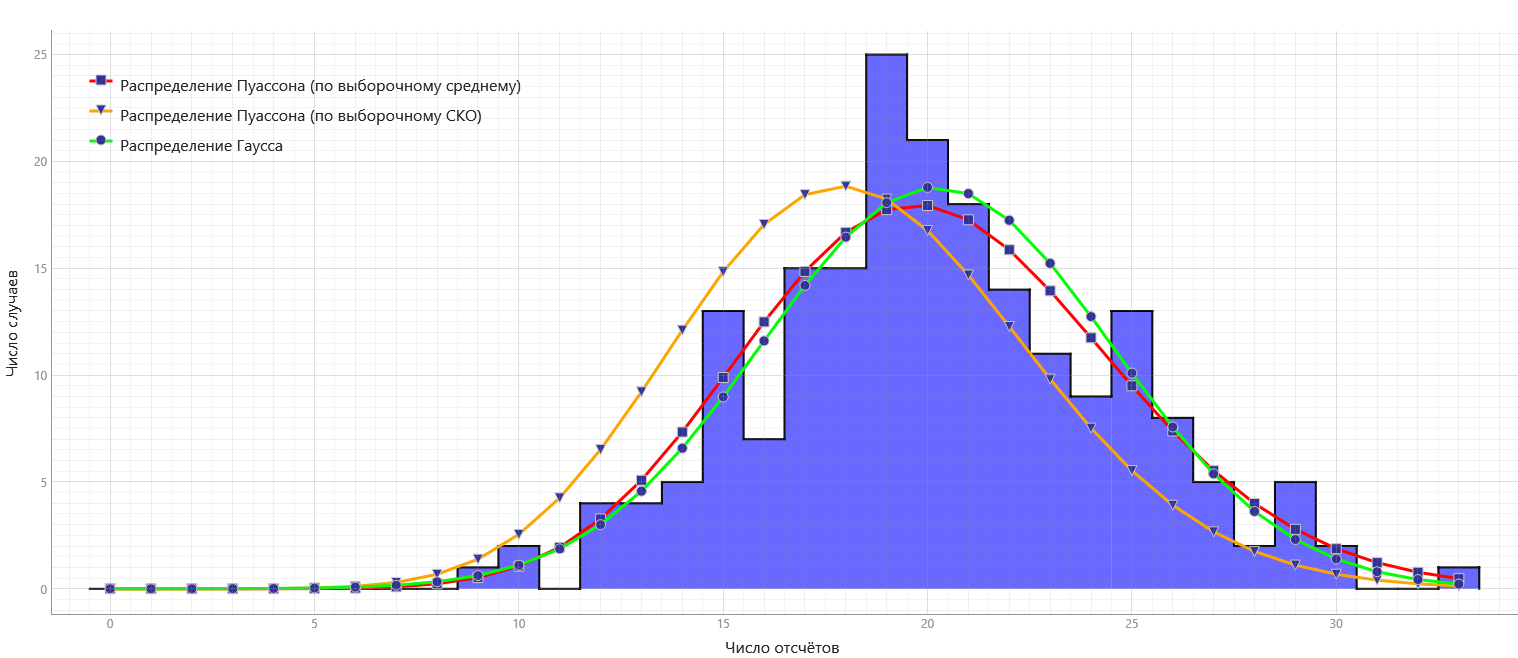 25
Распределение Пуассона (по выборочному среднему)
Распределение Пуассона (по выборочному СКО)
Распределение Гаусса
20
15
Число случаев
10
5
0
0 5 10 15 20 25 30
Число отсчётов